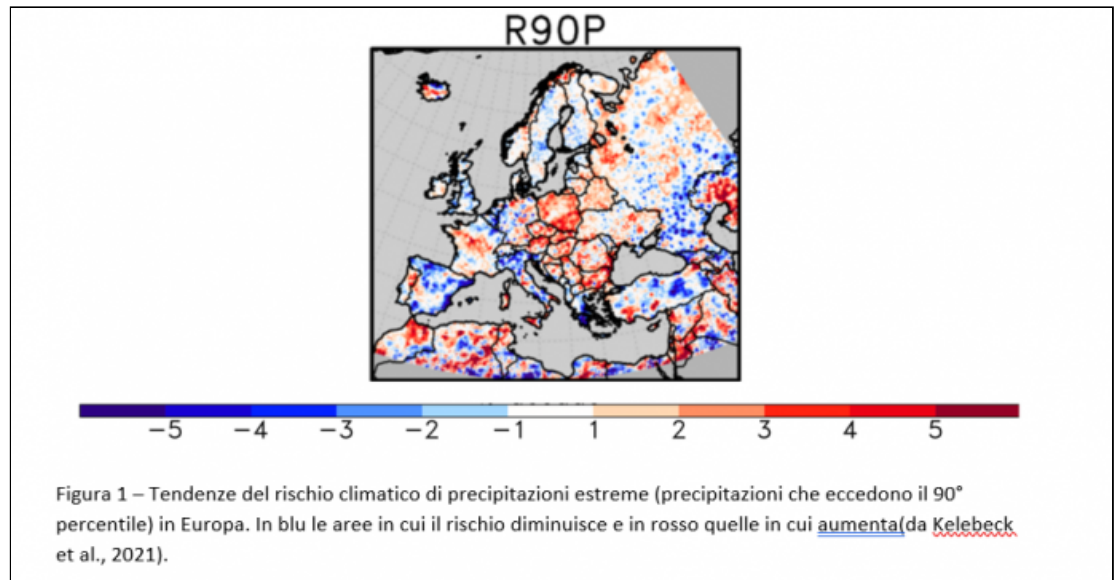 R90P
−5 −4 −3 −2 −1 1 2 3 4 5
Figura 1 – Tendenze del rischio climatico di precipitazioni estreme (precipitazioni che eccedono il 90°
percentile) in Europa. In blu le aree in cui il rischio diminuisce e in rosso quelle in cui aumenta(da Kelebeck
et al., 2021).